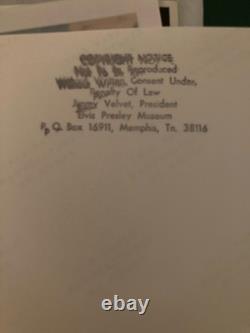 COPYRIGHT NOTICE
Not To Be Reproduced
Without Written Consent Under
Penalty Of Law
Jimmy Velvet, President
Elvis Presley Museum
P. O. Box 16911, Memphis, Tn. 38116
worthpoint